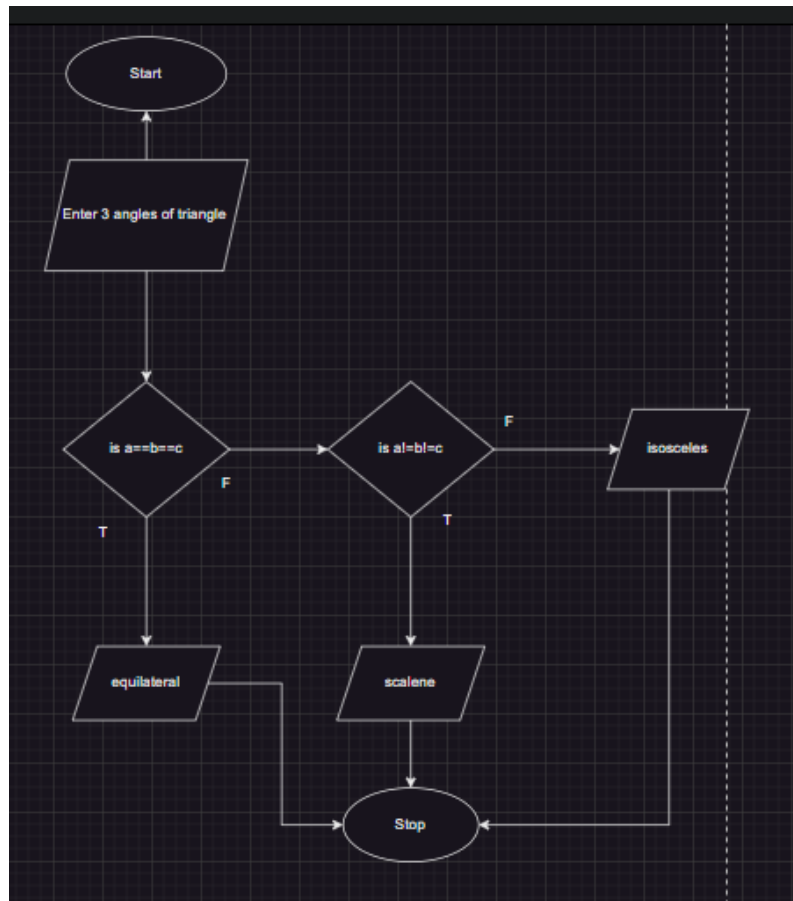 Start
Enter 3 angles of triangle
is a==b==c
F
T
is a!=b!=c
F
T
isosceles
equilateral
scalene
Stop